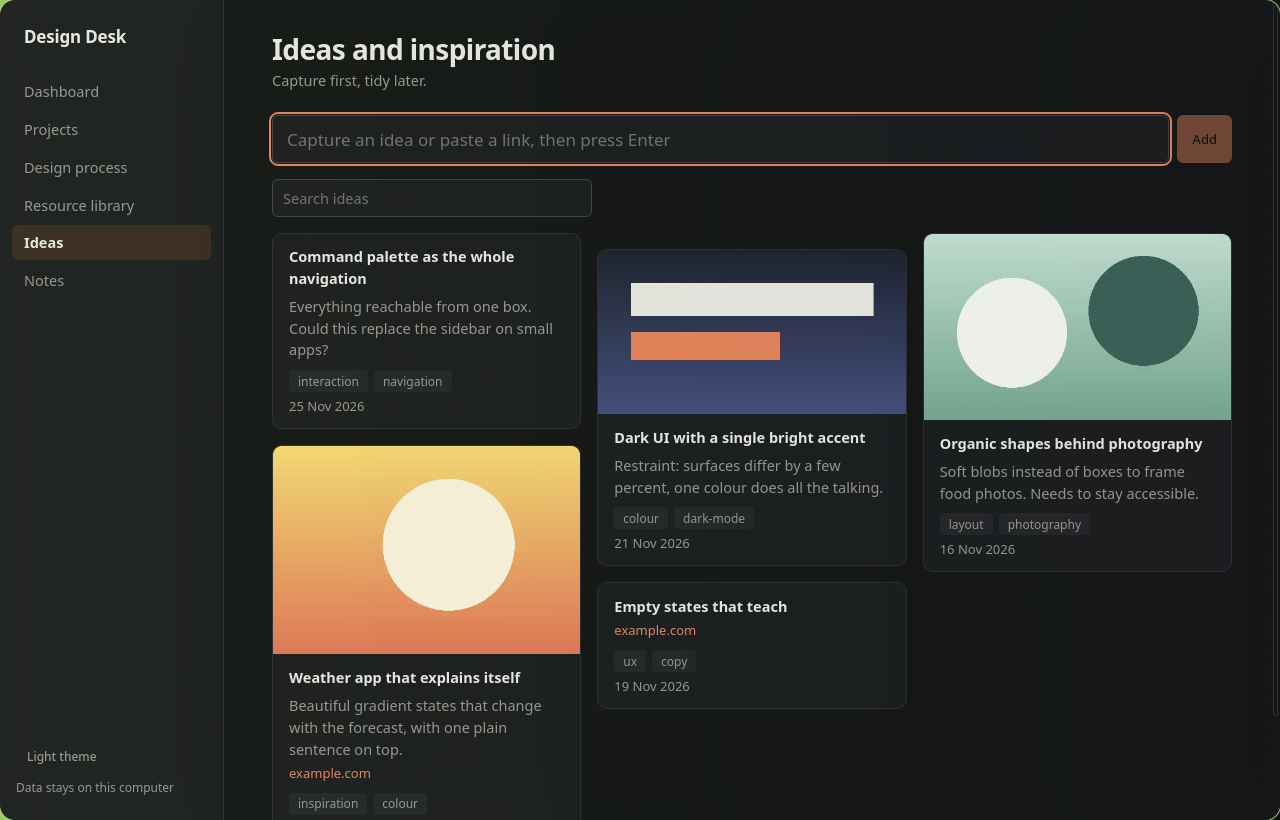 Design Desk
Dashboard
Projects
Design process
Resource library
Ideas
Notes
Light theme
Data stays on this computer
Ideas and inspiration
Capture first, tidy later.
Capture an idea or paste a link, then press Enter
Add
Search ideas
Command palette as the whole
navigation
Everything reachable from one box.
Could this replace the sidebar on small
apps?
interaction navigation
25 Nov 2026
Weather app that explains itself
Beautiful gradient states that change
with the forecast, with one plain
sentence on top.
example.com
inspiration colour
Dark UI with a single bright accent
Restraint: surfaces differ by a few
percent, one colour does all the talking.
colour dark-mode
21 Nov 2026
Empty states that teach
example.com
ux copy
19 Nov 2026
Organic shapes behind photography
Soft blobs instead of boxes to frame
food photos. Needs to stay accessible.
layout photography
16 Nov 2026